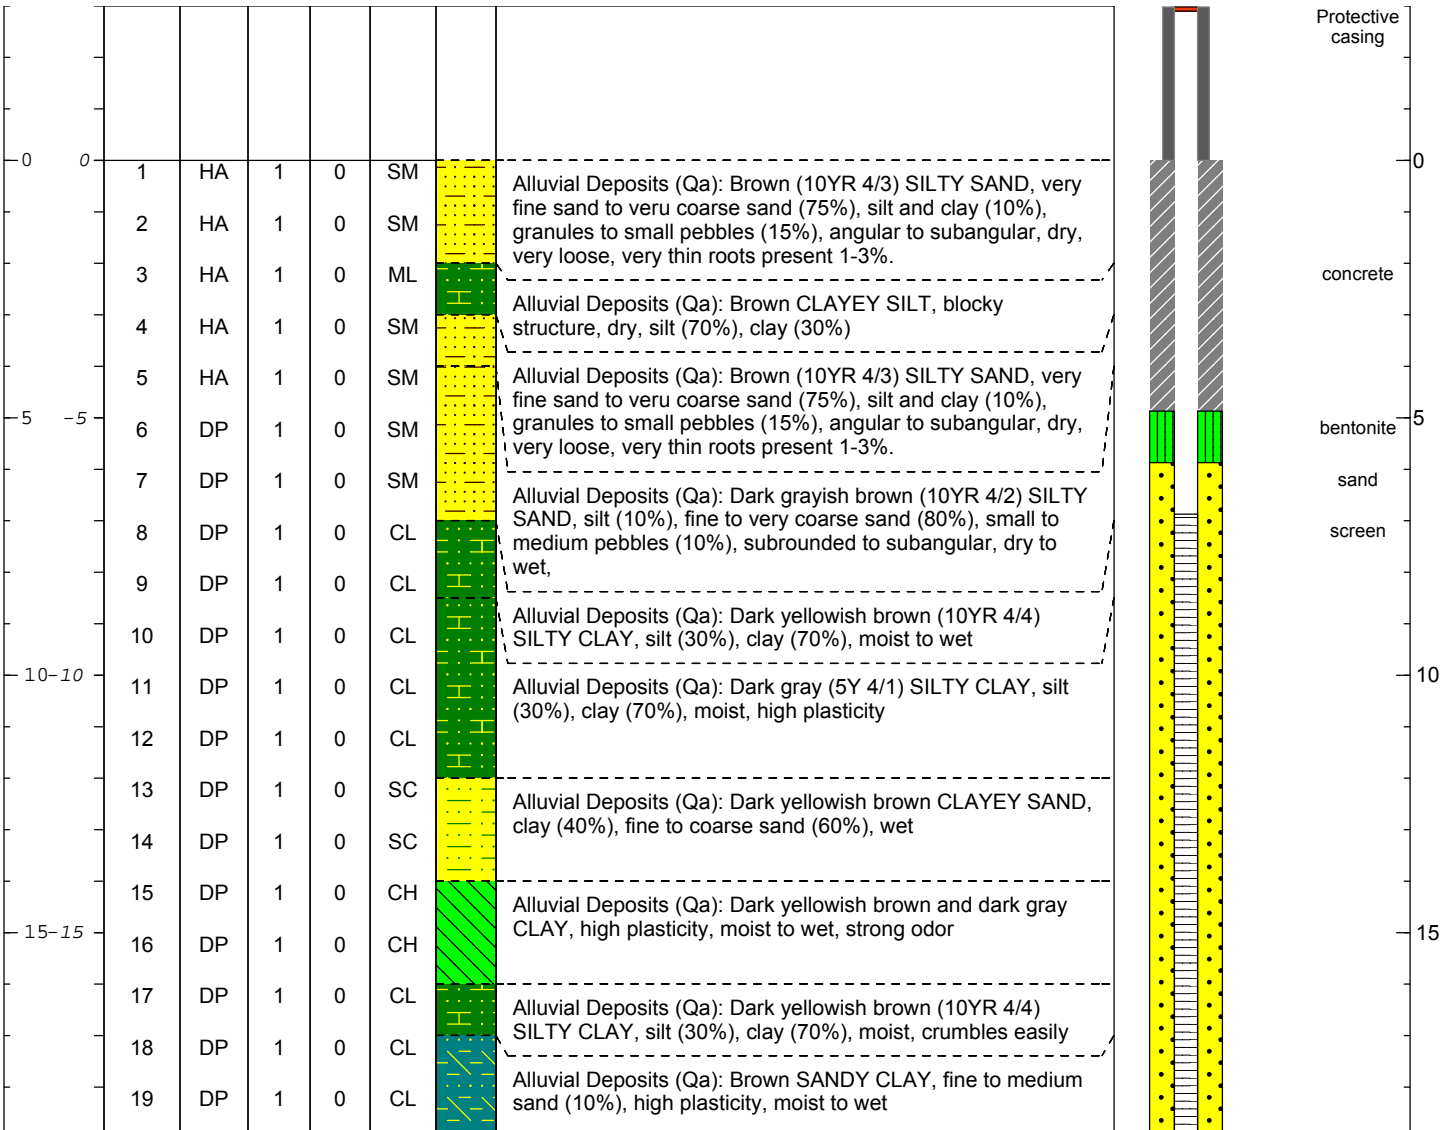 Protective
casing
0 0 0
1 HA 1 0 SM
Alluvial Deposits (Qa): Brown (10YR 4/3) SILTY SAND, very
fine sand to veru coarse sand (75%), silt and clay (10%),
granules to small pebbles (15%), angular to subangular, dry,
very loose, very thin roots present 1-3%.
2 HA 1 0 SM
3 HA 1 0 ML
concrete
Alluvial Deposits (Qa): Brown CLAYEY SILT, blocky
structure, dry, silt (70%), clay (30%)
4 HA 1 0 SM
5 HA 1 0 SM
Alluvial Deposits (Qa): Brown (10YR 4/3) SILTY SAND, very
fine sand to veru coarse sand (75%), silt and clay (10%),
granules to small pebbles (15%), angular to subangular, dry,
very loose, very thin roots present 1-3%.
5 -5 5
6 DP 1 0 SM
bentonite
7 DP 1 0 SM
sand
Alluvial Deposits (Qa): Dark grayish brown (10YR 4/2) SILTY
SAND, silt (10%), fine to very coarse sand (80%), small to
medium pebbles (10%), subrounded to subangular, dry to
wet,
8 DP 1 0 CL
screen
9 DP 1 0 CL
Alluvial Deposits (Qa): Dark yellowish brown (10YR 4/4)
SILTY CLAY, silt (30%), clay (70%), moist to wet
10 DP 1 0 CL
10 -10 10
11 DP 1 0 CL
Alluvial Deposits (Qa): Dark gray (5Y 4/1) SILTY CLAY, silt
(30%), clay (70%), moist, high plasticity
12 DP 1 0 CL
13 DP 1 0 SC
Alluvial Deposits (Qa): Dark yellowish brown CLAYEY SAND,
clay (40%), fine to coarse sand (60%), wet
14 DP 1 0 SC
15 DP 1 0 CH
Alluvial Deposits (Qa): Dark yellowish brown and dark gray
CLAY, high plasticity, moist to wet, strong odor
15 -15 15
16 DP 1 0 CH
17 DP 1 0 CL
Alluvial Deposits (Qa): Dark yellowish brown (10YR 4/4)
SILTY CLAY, silt (30%), clay (70%), moist, crumbles easily
18 DP 1 0 CL
Alluvial Deposits (Qa): Brown SANDY CLAY, fine to medium
sand (10%), high plasticity, moist to wet
19 DP 1 0 CL